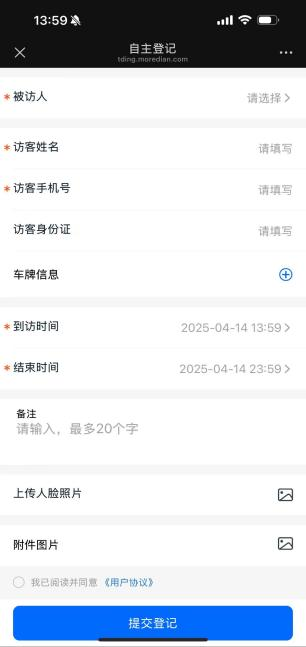 13:59
自主登记
tding.moredian.com
* 被访人 请选择 >
* 访客姓名 请填写
* 访客手机号 请填写
访客身份证 请填写
车牌信息
* 到访时间 2025-04-14 13:59 >
* 结束时间 2025-04-14 23:59 >
备注
请输入，最多20个字
上传人脸照片
附件图片
我已阅读并同意 《用户协议》
提交登记